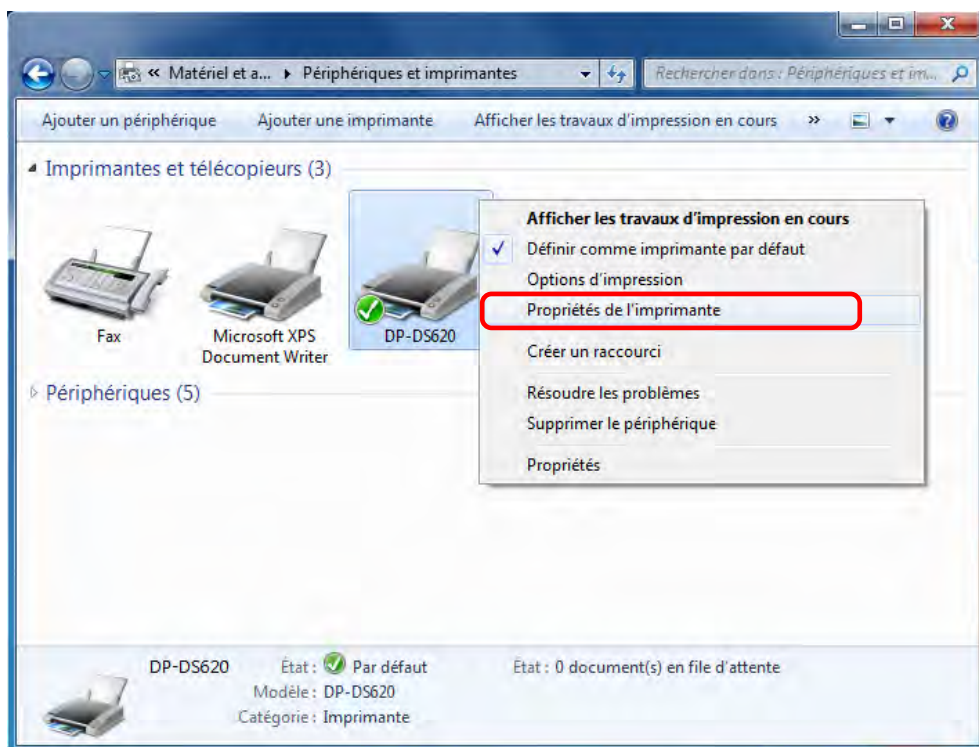 « Matériel et a... ▸ Périphériques et imprimantes
Rechercher dans : Périphériques et im...
Ajouter un périphérique Ajouter une imprimante Afficher les travaux d'impression en cours »
Imprimantes et télécopieurs (3)
Fax
Microsoft XPS
Document Writer
DP-DS620
Afficher les travaux d'impression en cours
Définir comme imprimante par défaut
Options d'impression
Propriétés de l'imprimante
Créer un raccourci
Résoudre les problèmes
Supprimer le périphérique
Propriétés
Périphériques (5)
DP-DS620 État : Par défaut État : 0 document(s) en file d'attente
Modèle : DP-DS620
Catégorie : Imprimante